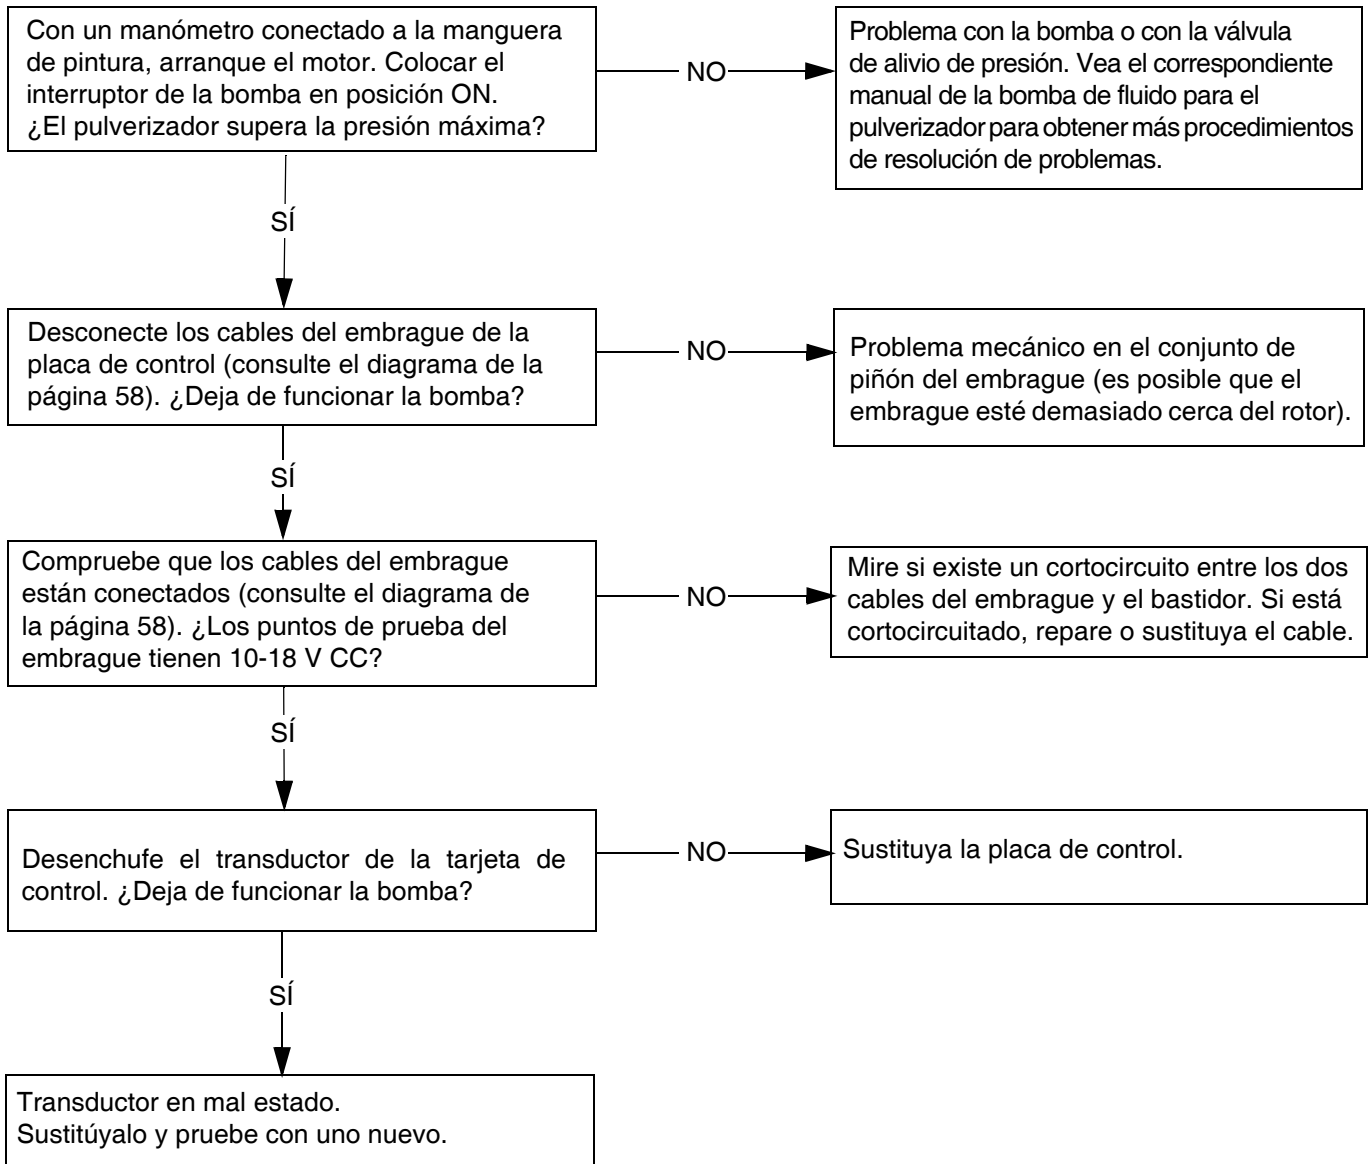 Con un manómetro conectado a la manguera
de pintura, arranque el motor. Colocar el
interruptor de la bomba en posición ON.
¿El pulverizador supera la presión máxima?
NO
Problema con la bomba o con la válvula
de alivio de presión. Vea el correspondiente
manual de la bomba de fluido para el
pulverizador para obtener más procedimientos
de resolución de problemas.
SÍ
Desconecte los cables del embrague de la
placa de control (consulte el diagrama de la
página 58). ¿Deja de funcionar la bomba?
NO
Problema mecánico en el conjunto de
piñón del embrague (es posible que el
embrague esté demasiado cerca del rotor).
SÍ
Compruebe que los cables del embrague
están conectados (consulte el diagrama de
la página 58). ¿Los puntos de prueba del
embrague tienen 10-18 V CC?
NO
Mire si existe un cortocircuito entre los dos
cables del embrague y el bastidor. Si está
cortocircuitado, repare o sustituya el cable.
SÍ
Desenchufe el transductor de la tarjeta de
control. ¿Deja de funcionar la bomba?
NO
Sustituya la placa de control.
SÍ
Transductor en mal estado.
Sustitúyalo y pruebe con uno nuevo.